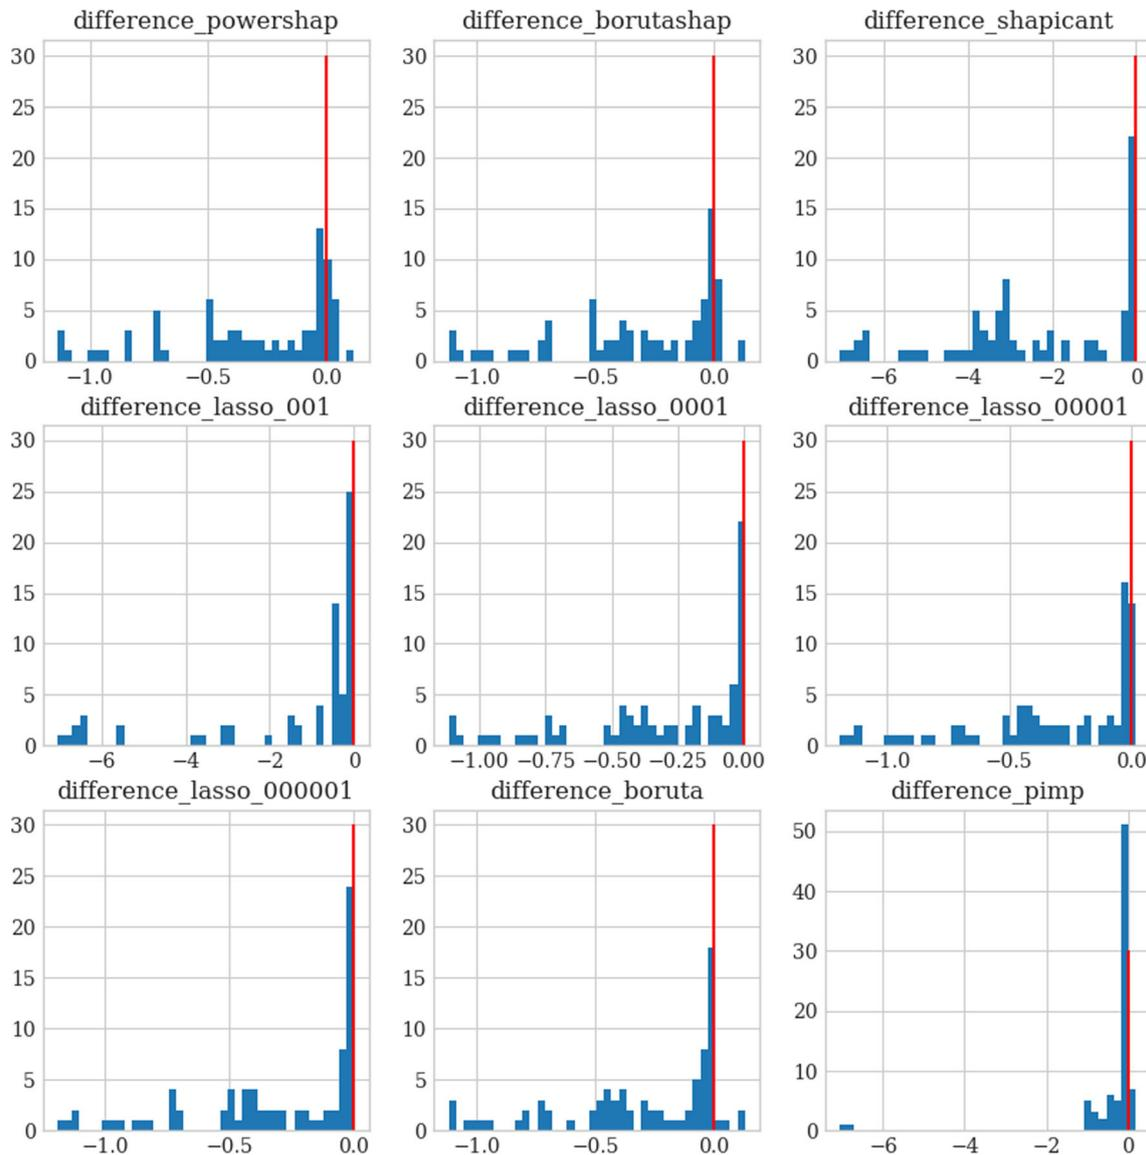 difference_powershap difference_borutashap difference_shapicant
30 30 30
25 25 25
20 20 20
15 15 15
10 10 10
5 5 5
0 0 0
−1.0 −0.5 0.0 −1.0 −0.5 0.0 −6 −4 −2 0
difference_lasso_001 difference_lasso_0001 difference_lasso_00001
30 30 30
25 25 25
20 20 20
15 15 15
10 10 10
5 5 5
0 0 0
−6 −4 −2 0 −1.00 −0.75 −0.50 −0.25 0.00 −1.0 −0.5 0.0
difference_lasso_000001 difference_boruta difference_pimp
30 30 50
25 25 40
20 20 30
15 15 20
10 10 10
5 5 0
0 0
−1.0 −0.5 0.0 −1.0 −0.5 0.0 −6 −4 −2 0